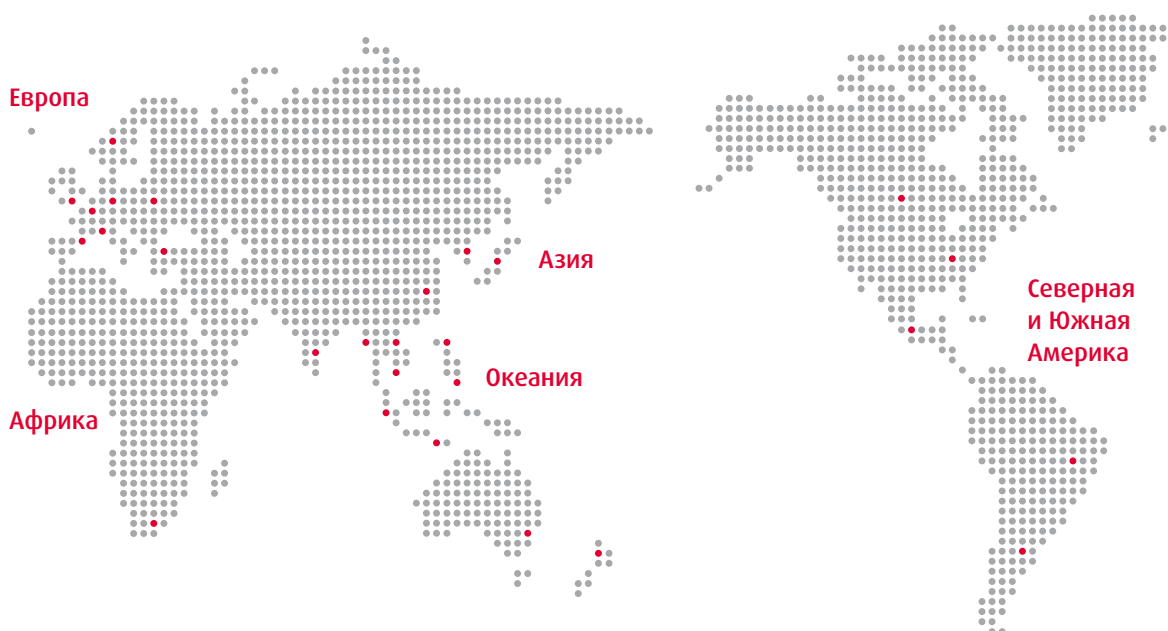 Европа
Азия
Северная
и Южная
Америка
Океания
Африка